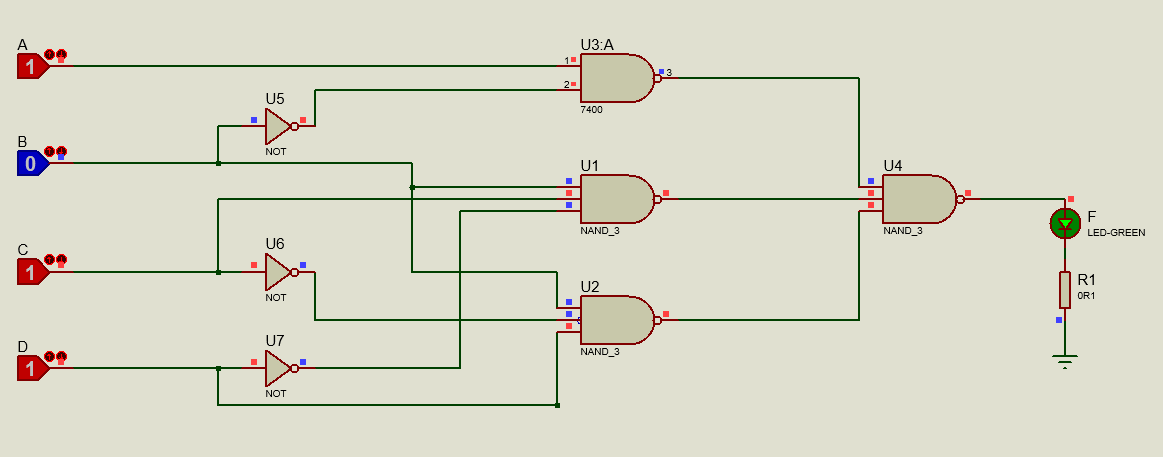 A
1
U3:A
1
2
3
7400
U5
NOT
B
0
U1
NAND_3
U4
NAND_3
F
LED-GREEN
C
1
U6
NOT
U2
NAND_3
R1
0R1
D
1
U7
NOT